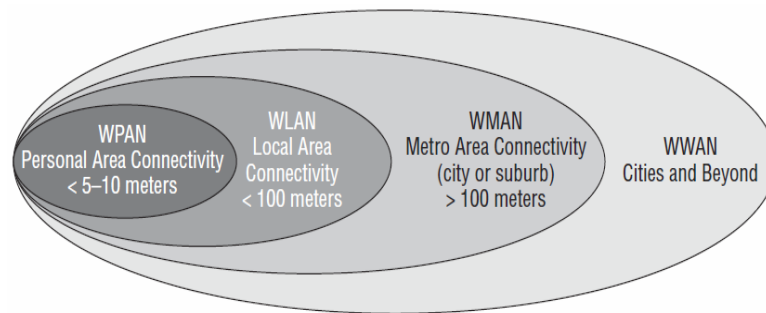 WPAN
Personal Area Connectivity
< 5–10 meters
WLAN
Local Area
Connectivity
< 100 meters
WMAN
Metro Area Connectivity
(city or suburb)
> 100 meters
WWAN
Cities and Beyond